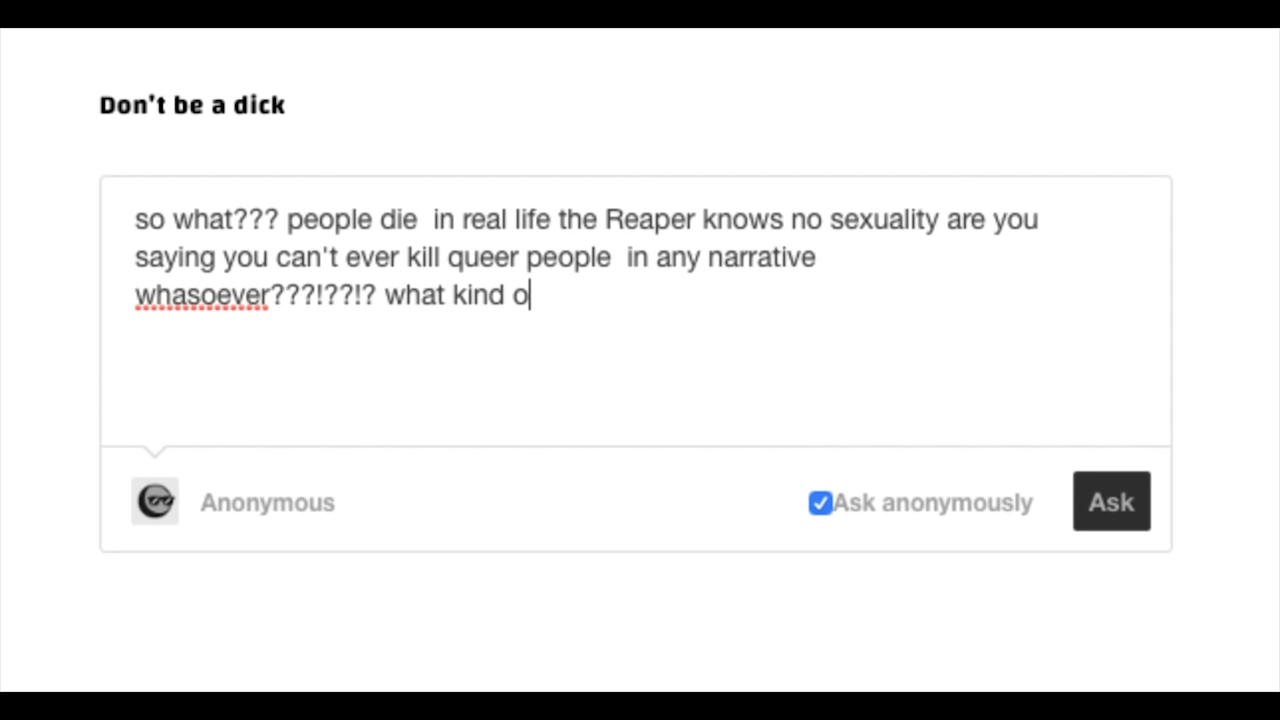 Don't be a dick
so what??? people die  in real life the Reaper knows no sexuality are you
saying you can't ever kill queer people  in any narrative
whasoever???!??!? what kind o
Anonymous
Ask anonymously
Ask